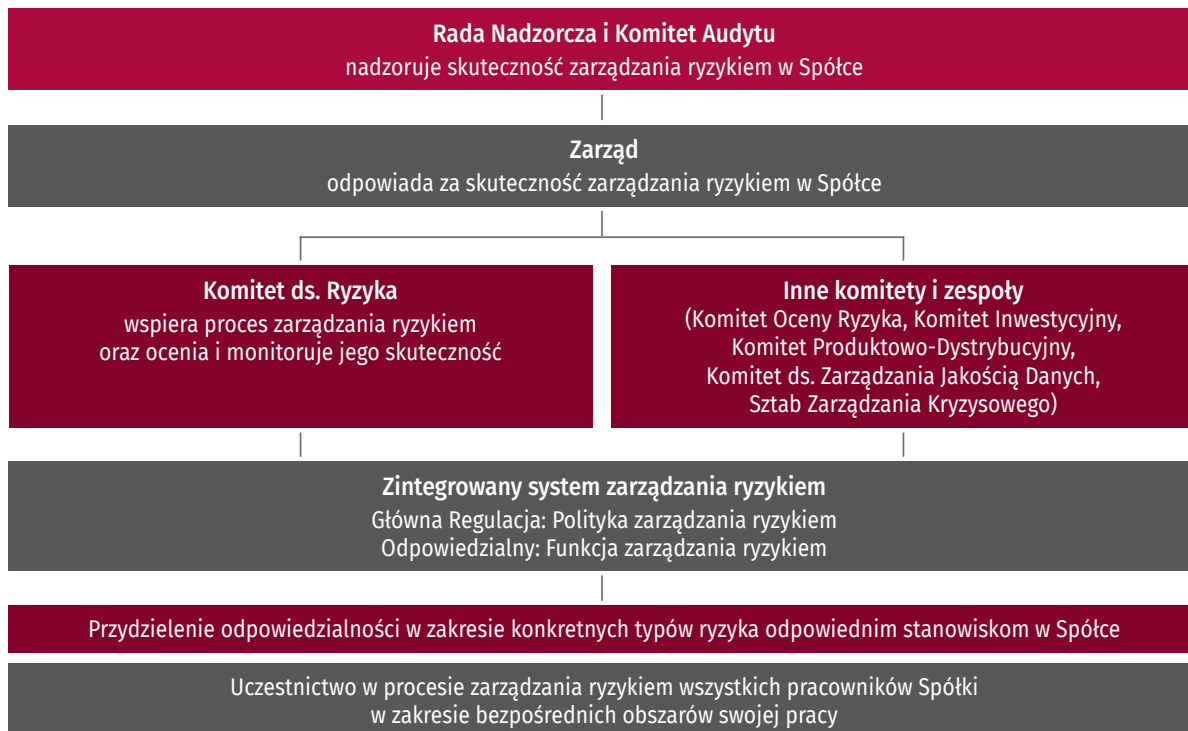 Rada Nadzorcza i Komitet Audytu
nadzoruje skuteczność zarządzania ryzykiem w Spółce
Zarząd
odpowiada za skuteczność zarządzania ryzykiem w Spółce
Komitet ds. Ryzyka
wspiera proces zarządzania ryzykiem
oraz ocenia i monitoruje jego skuteczność
Inne komitety i zespoły
(Komitet Oceny Ryzyka, Komitet Inwestycyjny,
Komitet Produktowo-Dystrybucyjny,
Komitet ds. Zarządzania Jakością Danych,
Sztab Zarządzania Kryzysowego)
Zintegrowany system zarządzania ryzykiem
Główna Regulacja: Polityka zarządzania ryzykiem
Odpowiedzialny: Funkcja zarządzania ryzykiem
Przydzielenie odpowiedzialności w zakresie konkretnych typów ryzyka odpowiednim stanowiskom w Spółce
Uczestnictwo w procesie zarządzania ryzykiem wszystkich pracowników Spółki
w zakresie bezpośrednich obszarów swojej pracy